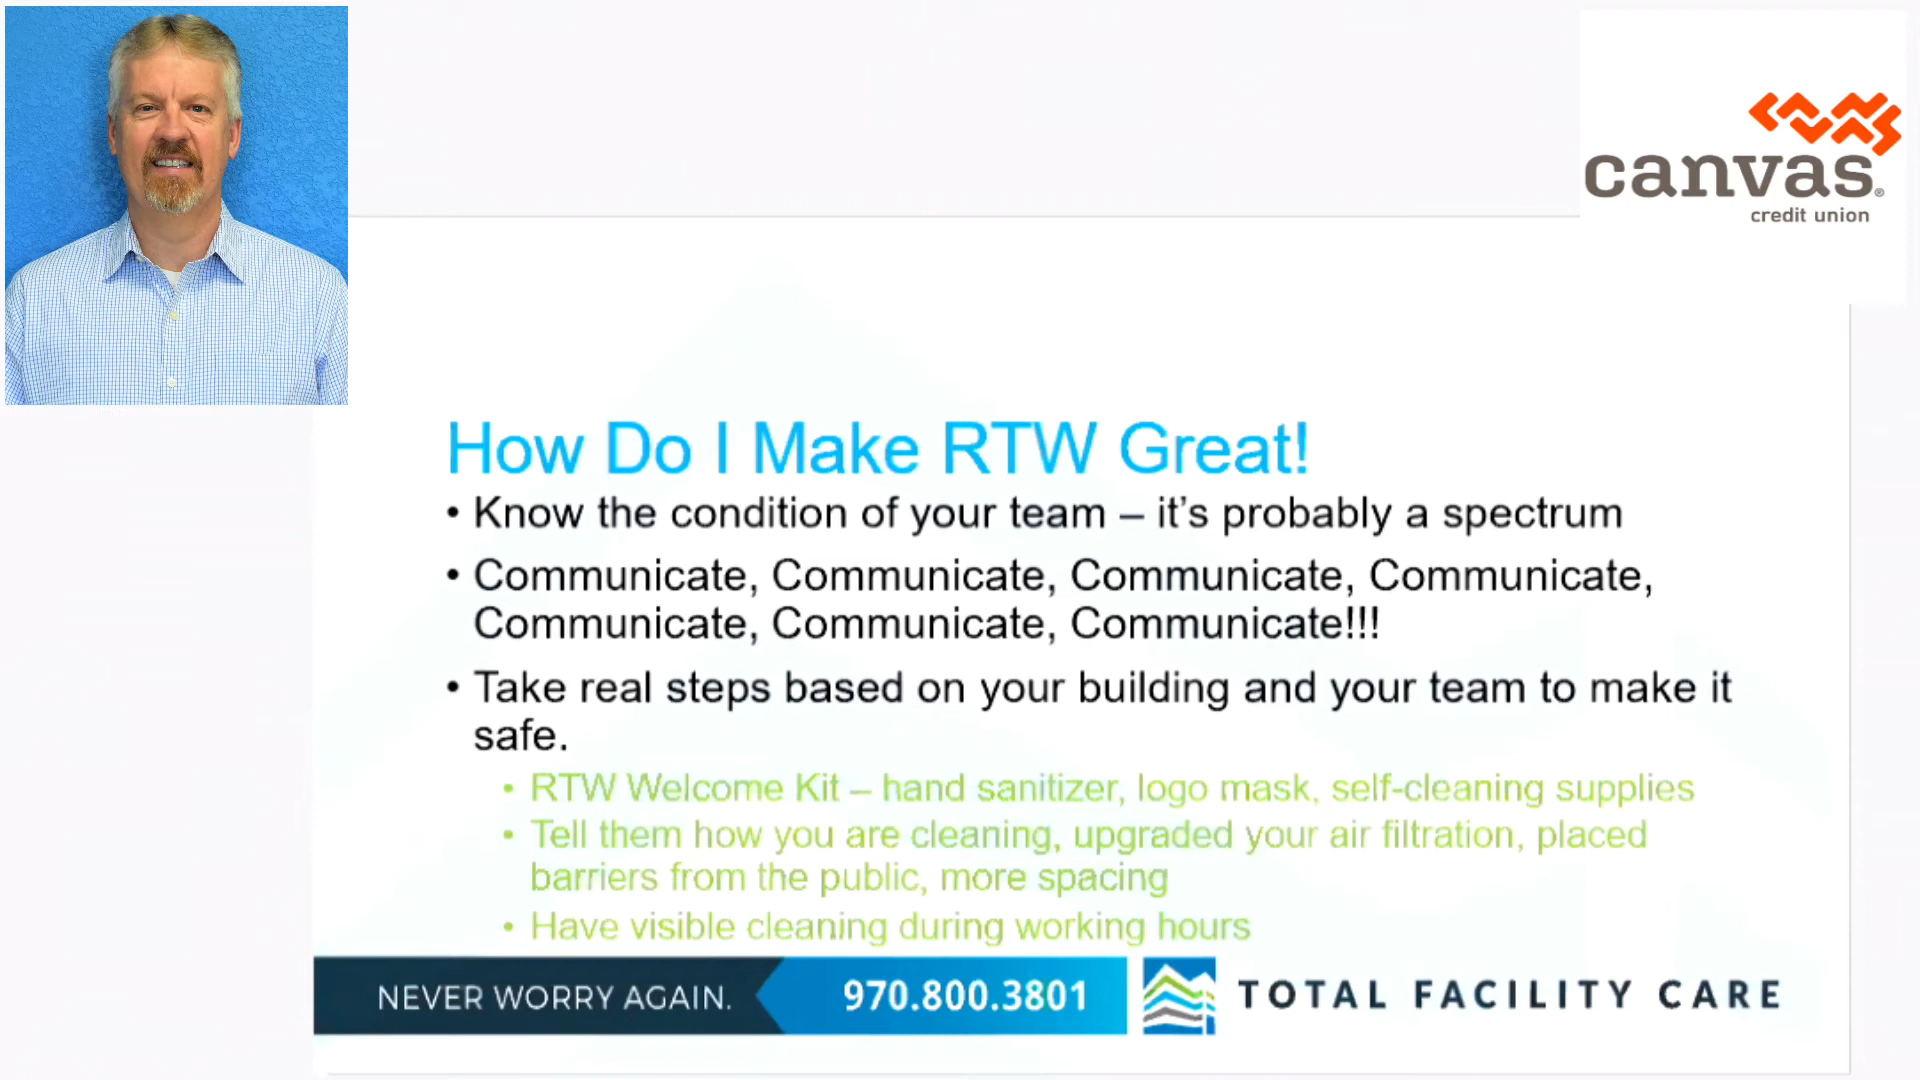 canvas®
credit union
How Do I Make RTW Great!
• Know the condition of your team – it's probably a spectrum
• Communicate, Communicate, Communicate, Communicate,
Communicate, Communicate, Communicate!!!
• Take real steps based on your building and your team to make it
safe.
• RTW Welcome Kit – hand sanitizer, logo mask, self-cleaning supplies
• Tell them how you are cleaning, upgraded your air filtration, placed
barriers from the public, more spacing
• Have visible cleaning during working hours
NEVER WORRY AGAIN. 970.800.3801 TOTAL FACILITY CARE